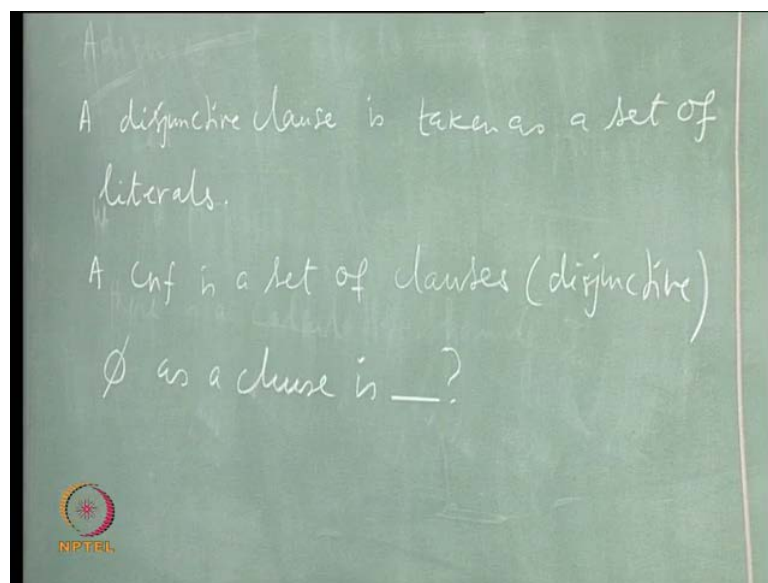 A disjunctive clause is taken as a set of
literals.
A cnf is a set of clauses (disjunctive)
ϕ as a clause is __?
NPTEL